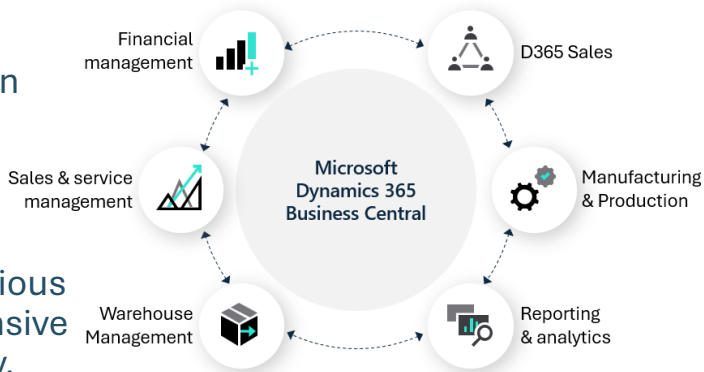 Financial
management
D365 Sales
Sales & service
management
Microsoft
Dynamics 365
Business Central
Manufacturing
& Production
Warehouse
Management
Reporting
& analytics